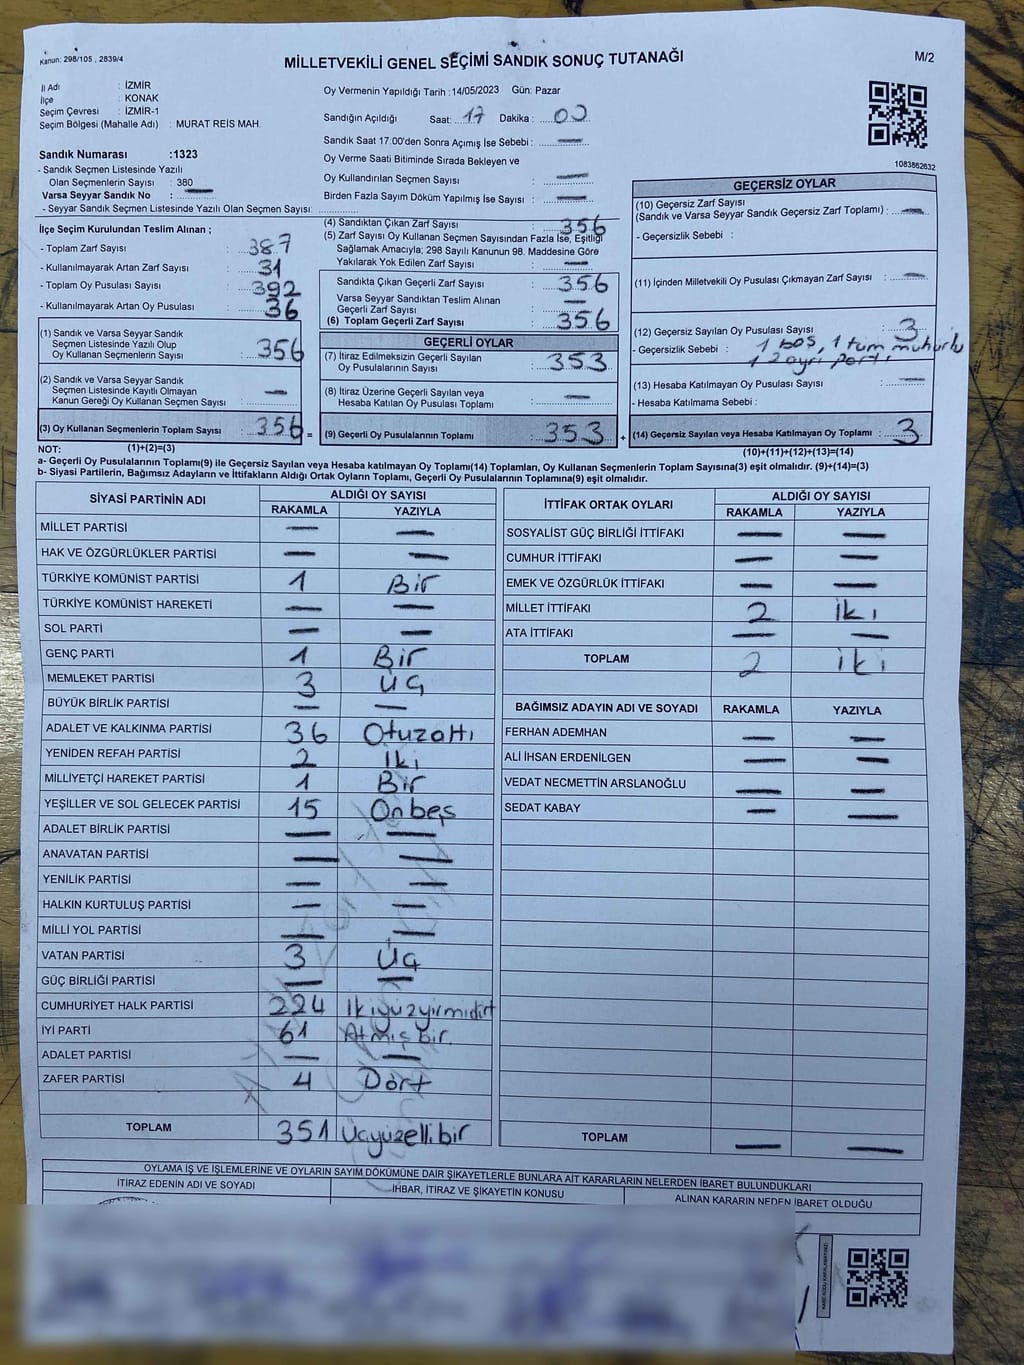 Kanun: 298/105 , 2839/4
MİLLETVEKİLİ GENEL SEÇİMİ SANDIK SONUÇ TUTANAĞI
M/2
İl Adı : İZMİR
İlçe : KONAK
Seçim Çevresi : İZMİR-1
Seçim Bölgesi (Mahalle Adı) : MURAT REİS MAH.
Sandık Numarası :1323
- Sandık Seçmen Listesinde Yazılı
Olan Seçmenlerin Sayısı : 380
Varsa Seyyar Sandık No : —
- Seyyar Sandık Seçmen Listesinde Yazılı Olan Seçmen Sayısı:
Oy Vermenin Yapıldığı Tarih :14/05/2023 Gün: Pazar
Sandığın Açıldığı Saat: 17 Dakika : 00
Sandık Saat 17:00'den Sonra Açımış İse Sebebi : —
Oy Verme Saati Bitiminde Sırada Bekleyen ve
Oy Kullandırılan Seçmen Sayısı : —
Birden Fazla Sayım Döküm Yapılmış İse Sayısı : —
1083862632
İlçe Seçim Kurulundan Teslim Alınan ;
- Toplam Zarf Sayısı : 387
- Kullanılmayarak Artan Zarf Sayısı : 31
- Toplam Oy Pusulası Sayısı : 392
- Kullanılmayarak Artan Oy Pusulası : 36
(1) Sandık ve Varsa Seyyar Sandık
Seçmen Listesinde Yazılı Olup
Oy Kullanan Seçmenlerin Sayısı : 356
(2) Sandık ve Varsa Seyyar Sandık
Seçmen Listesinde Kayıtlı Olmayan
Kanun Gereği Oy Kullanan Seçmen Sayısı : —
(3) Oy Kullanan Seçmenlerin Toplam Sayısı : 356 =
(4) Sandıktan Çıkan Zarf Sayısı : 356
(5) Zarf Sayısı Oy Kullanan Seçmen Sayısından Fazla İse, Eşitliği
Sağlamak Amacıyla; 298 Sayılı Kanunun 98. Maddesine Göre
Yakılarak Yok Edilen Zarf Sayısı : —
Sandıkta Çıkan Geçerli Zarf Sayısı : 356
Varsa Seyyar Sandıktan Teslim Alınan
Geçerli Zarf Sayısı : —
(6) Toplam Geçerli Zarf Sayısı : 356
GEÇERLİ OYLAR
(7) İtiraz Edilmeksizin Geçerli Sayılan
Oy Pusulalarının Sayısı : 353
(8) İtiraz Üzerine Geçerli Sayılan veya
Hesaba Katılan Oy Pusulası Toplamı : —
(9) Geçerli Oy Pusulalarının Toplamı : 353 +
GEÇERSİZ OYLAR
(10) Geçersiz Zarf Sayısı
(Sandık ve Varsa Seyyar Sandık Geçersiz Zarf Toplamı) : —
- Geçersizlik Sebebi :
(11) İçinden Milletvekili Oy Pusulası Çıkmayan Zarf Sayısı : —
(12) Geçersiz Sayılan Oy Pusulası Sayısı : 3
- Geçersizlik Sebebi : 1 boş, 1 tüm mühürlü
1 2 ayrı parti
(13) Hesaba Katılmayan Oy Pusulası Sayısı : —
- Hesaba Katılmama Sebebi :
(14) Geçersiz Sayılan veya Hesaba Katılmayan Oy Toplamı : 3
NOT: (1)+(2)=(3) (10)+(11)+(12)+(13)=(14)
a- Geçerli Oy Pusulalarının Toplamı(9) ile Geçersiz Sayılan veya Hesaba katılmayan Oy Toplamı(14) Toplamları, Oy Kullanan Seçmenlerin Toplam Sayısına(3) eşit olmalıdır. (9)+(14)=(3)
b- Siyasi Partilerin, Bağımsız Adayların ve İttifakların Aldığı Ortak Oyların Toplamı, Geçerli Oy Pusulalarının Toplamına(9) eşit olmalıdır.
SİYASİ PARTİNİN ADI ALDIĞI OY SAYISI
RAKAMLA YAZIYLA
MİLLET PARTİSİ — —
HAK VE ÖZGÜRLÜKLER PARTİSİ — —
TÜRKİYE KOMÜNİST PARTİSİ 1 Bir
TÜRKİYE KOMÜNİST HAREKETİ — —
SOL PARTİ — —
GENÇ PARTİ 1 Bir
MEMLEKET PARTİSİ 3 Üç
BÜYÜK BİRLİK PARTİSİ — —
ADALET VE KALKINMA PARTİSİ 36 Otuzaltı
YENİDEN REFAH PARTİSİ 2 İki
MİLLİYETÇİ HAREKET PARTİSİ 1 Bir
YEŞİLLER VE SOL GELECEK PARTİSİ 15 Onbeş
ADALET BİRLİK PARTİSİ — —
ANAVATAN PARTİSİ — —
YENİLİK PARTİSİ — —
HALKIN KURTULUŞ PARTİSİ — —
MİLLİ YOL PARTİSİ — —
VATAN PARTİSİ 3 Üç
GÜÇ BİRLİĞİ PARTİSİ — —
CUMHURİYET HALK PARTİSİ 224 İkiyüzyirmidört
İYİ PARTİ 61 Atmışbir.
ADALET PARTİSİ — —
ZAFER PARTİSİ 4 Dört
TOPLAM 351 Üçyüzellibir
İTTİFAK ORTAK OYLARI ALDIĞI OY SAYISI
RAKAMLA YAZIYLA
SOSYALİST GÜÇ BİRLİĞİ İTTİFAKI — —
CUMHUR İTTİFAKI — —
EMEK VE ÖZGÜRLÜK İTTİFAKI — —
MİLLET İTTİFAKI 2 İki
ATA İTTİFAKI — —
TOPLAM 2 İki
BAĞIMSIZ ADAYIN ADI VE SOYADI RAKAMLA YAZIYLA
FERHAN ADEMHAN — —
ALİ İHSAN ERDENİLGEN — —
VEDAT NECMETTİN ARSLANOĞLU — —
SEDAT KABAY — —
TOPLAM — —
OYLAMA İŞ VE İŞLEMLERİNE VE OYLARIN SAYIM DÖKÜMÜNE DAİR ŞİKAYETLERLE BUNLARA AİT KARARLARIN NELERDEN İBARET BULUNDUKLARI
İTİRAZ EDENİN ADI VE SOYADI
İHBAR, İTİRAZ VE ŞİKAYETİN KONUSU
ALINAN KARARIN NEDEN İBARET OLDUĞU